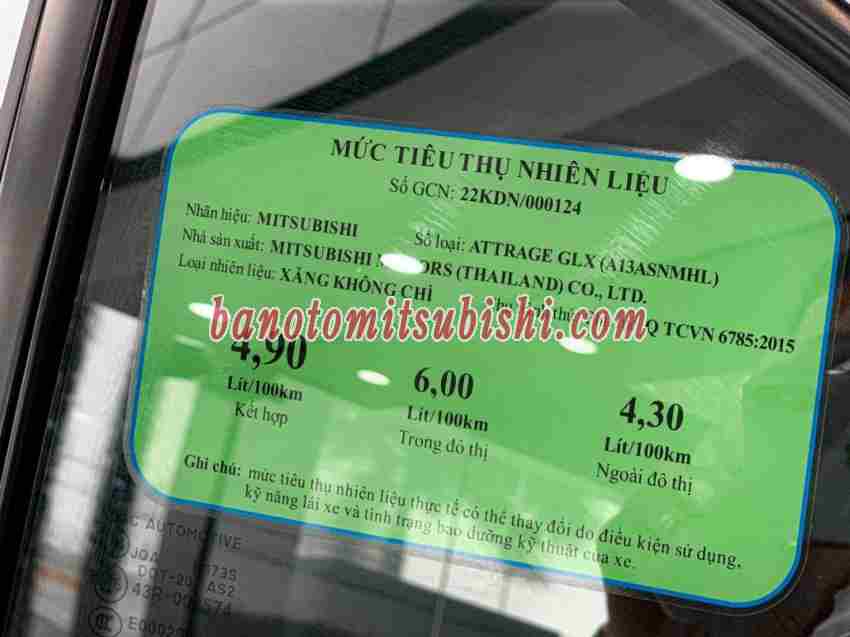 MỨC TIÊU THỤ NHIÊN LIỆU
Số GCN: 22KDN/000124
Nhãn hiệu: MITSUBISHI Số loại: ATTRAGE GLX (A13ASNMHL)
Nhà sản xuất: MITSUBISHI (THAILAND) CO., LTD.
Loại nhiên liệu: XĂNG KHÔNG CHÌ
TCVN 6785:2015
banotomitsubishi.com
4,90 6,00 4,30
Lít/100km Lít/100km Lít/100km
Kết hợp Trong đô thị Ngoài đô thị
Ghi chú: mức tiêu thụ nhiên liệu thực tế có thể thay đổi do điều kiện sử dụng,
kỹ năng lái xe và tình trạng bảo dưỡng kỹ thuật của xe.
AUTOMOTIVE